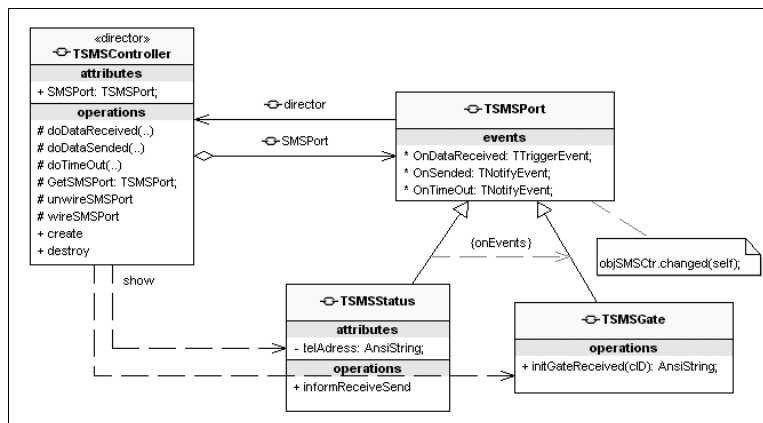 «director»
TSMSController
attributes
+ SMSPort: TSMSPort;
operations
# doDataReceived(..)
# doDataSended(..)
# doTimeOut(..)
# GetSMSPort: TSMSPort;
# unwireSMSPort
# wireSMSPort
+ create
+ destroy
director
SMSPort
TSMSPort
events
* OnDataReceived: TTriggerEvent;
* OnSended: TNotifyEvent;
* OnTimeOut: TNotifyEvent;
{onEvents}
objSMSCtr.changed(self);
show
TSMSStatus
attributes
- telAdress: AnsiString;
operations
+ informReceiveSend
TSMSGate
operations
+ initGateReceived(cID): AnsiString;